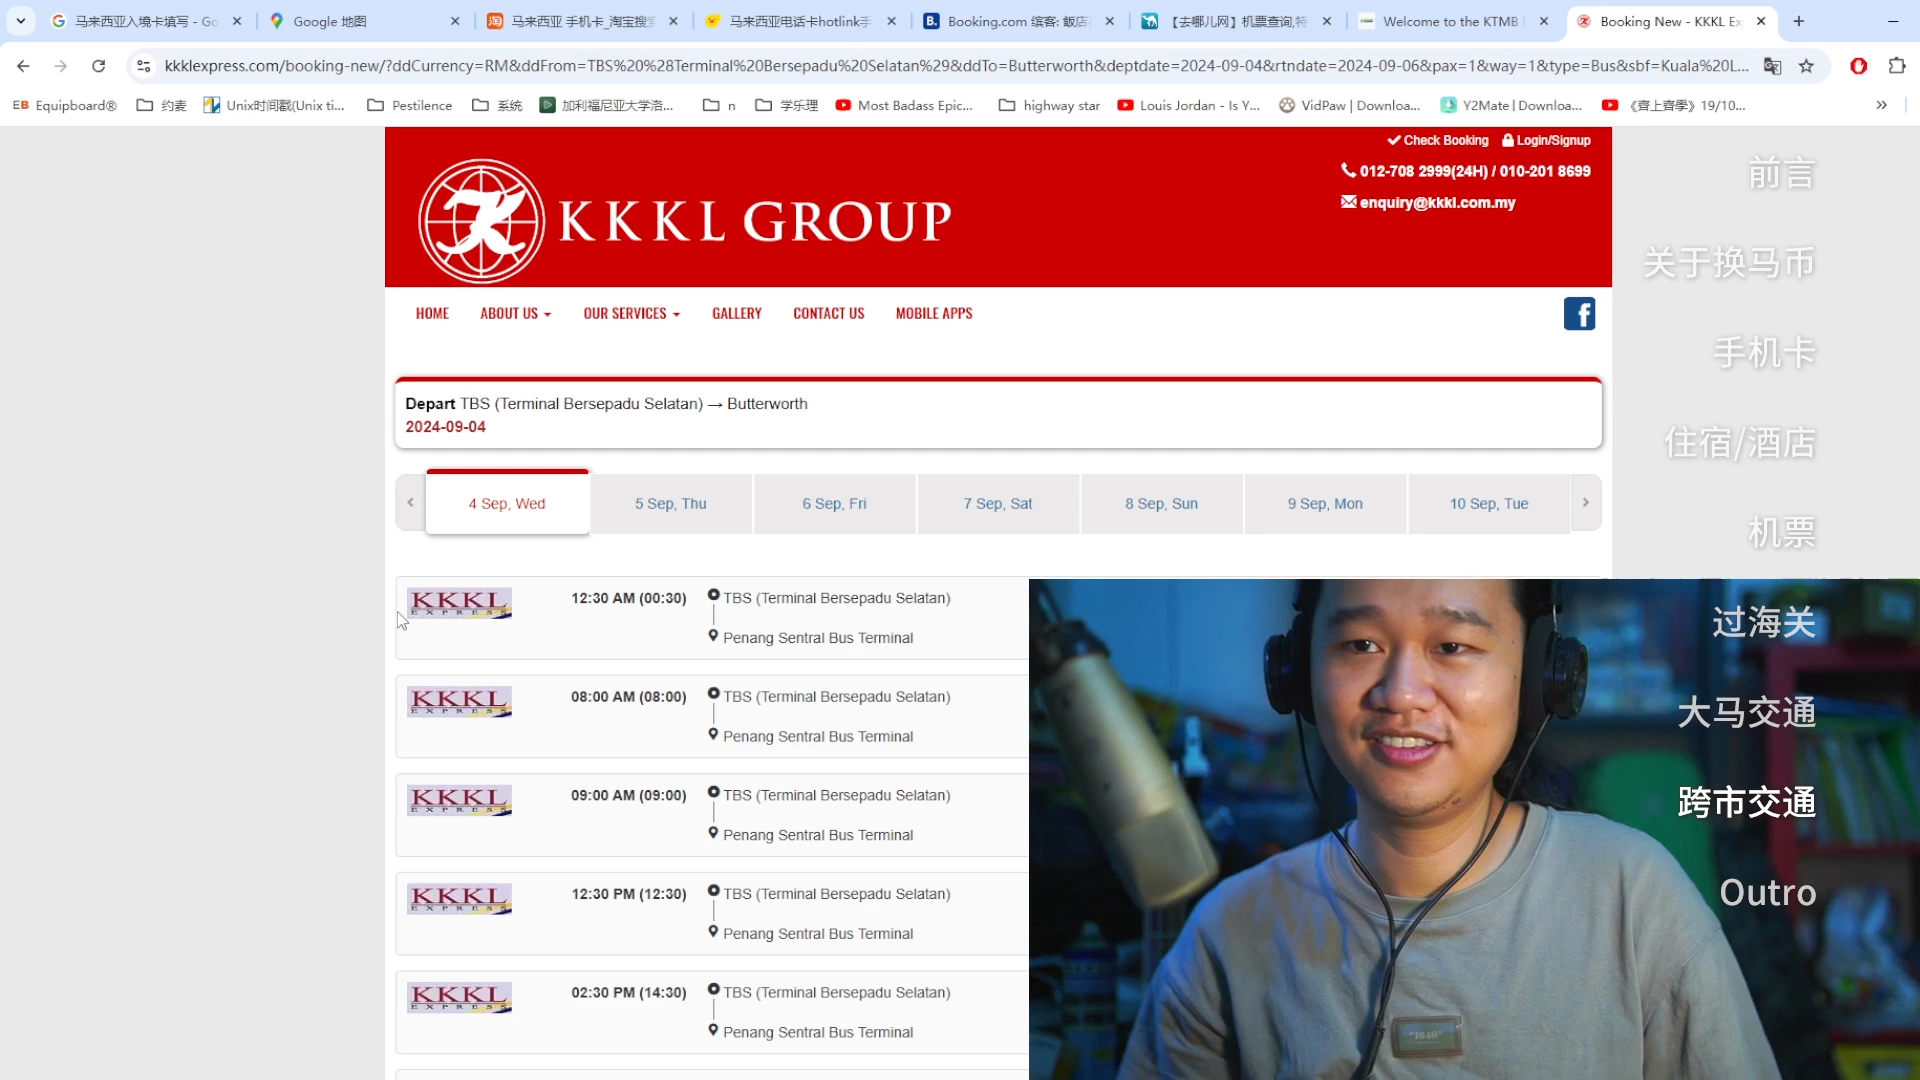 马来西亚入境卡填写 - Go
Google 地图
马来西亚 手机卡_淘宝搜索
马来西亚电话卡hotlink手
Booking.com 缤客: 飯店
【去哪儿网】机票查询,特
Welcome to the KTMB
Booking New - KKKL Ex
kkklexpress.com/booking-new/?ddCurrency=RM&ddFrom=TBS%20%28Terminal%20Bersepadu%20Selatan%29&ddTo=Butterworth&deptdate=2024-09-04&rtndate=2024-09-06&pax=1&way=1&type=Bus&sbf=Kuala%20L...
EB Equipboard®
约麦
Unix时间戳(Unix ti...
Pestilence
系统
加利福尼亚大学洛...
n
学乐理
Most Badass Epic...
highway star
Louis Jordan - Is Y...
VidPaw | Downloa...
Y2Mate | Downloa...
《齊上齊學》19/10...
Check Booking Login/Signup
012-708 2999(24H) / 010-201 8699
enquiry@kkkl.com.my
KKKL GROUP
HOME ABOUT US OUR SERVICES GALLERY CONTACT US MOBILE APPS
Depart TBS (Terminal Bersepadu Selatan) → Butterworth
2024-09-04
4 Sep, Wed 5 Sep, Thu 6 Sep, Fri 7 Sep, Sat 8 Sep, Sun 9 Sep, Mon 10 Sep, Tue
KKKL EXPRESS 12:30 AM (00:30) TBS (Terminal Bersepadu Selatan)
Penang Sentral Bus Terminal
KKKL EXPRESS 08:00 AM (08:00) TBS (Terminal Bersepadu Selatan)
Penang Sentral Bus Terminal
KKKL EXPRESS 09:00 AM (09:00) TBS (Terminal Bersepadu Selatan)
Penang Sentral Bus Terminal
KKKL EXPRESS 12:30 PM (12:30) TBS (Terminal Bersepadu Selatan)
Penang Sentral Bus Terminal
KKKL EXPRESS 02:30 PM (14:30) TBS (Terminal Bersepadu Selatan)
Penang Sentral Bus Terminal
前言
关于换马币
手机卡
住宿/酒店
机票
过海关
大马交通
跨市交通
Outro
"1640"